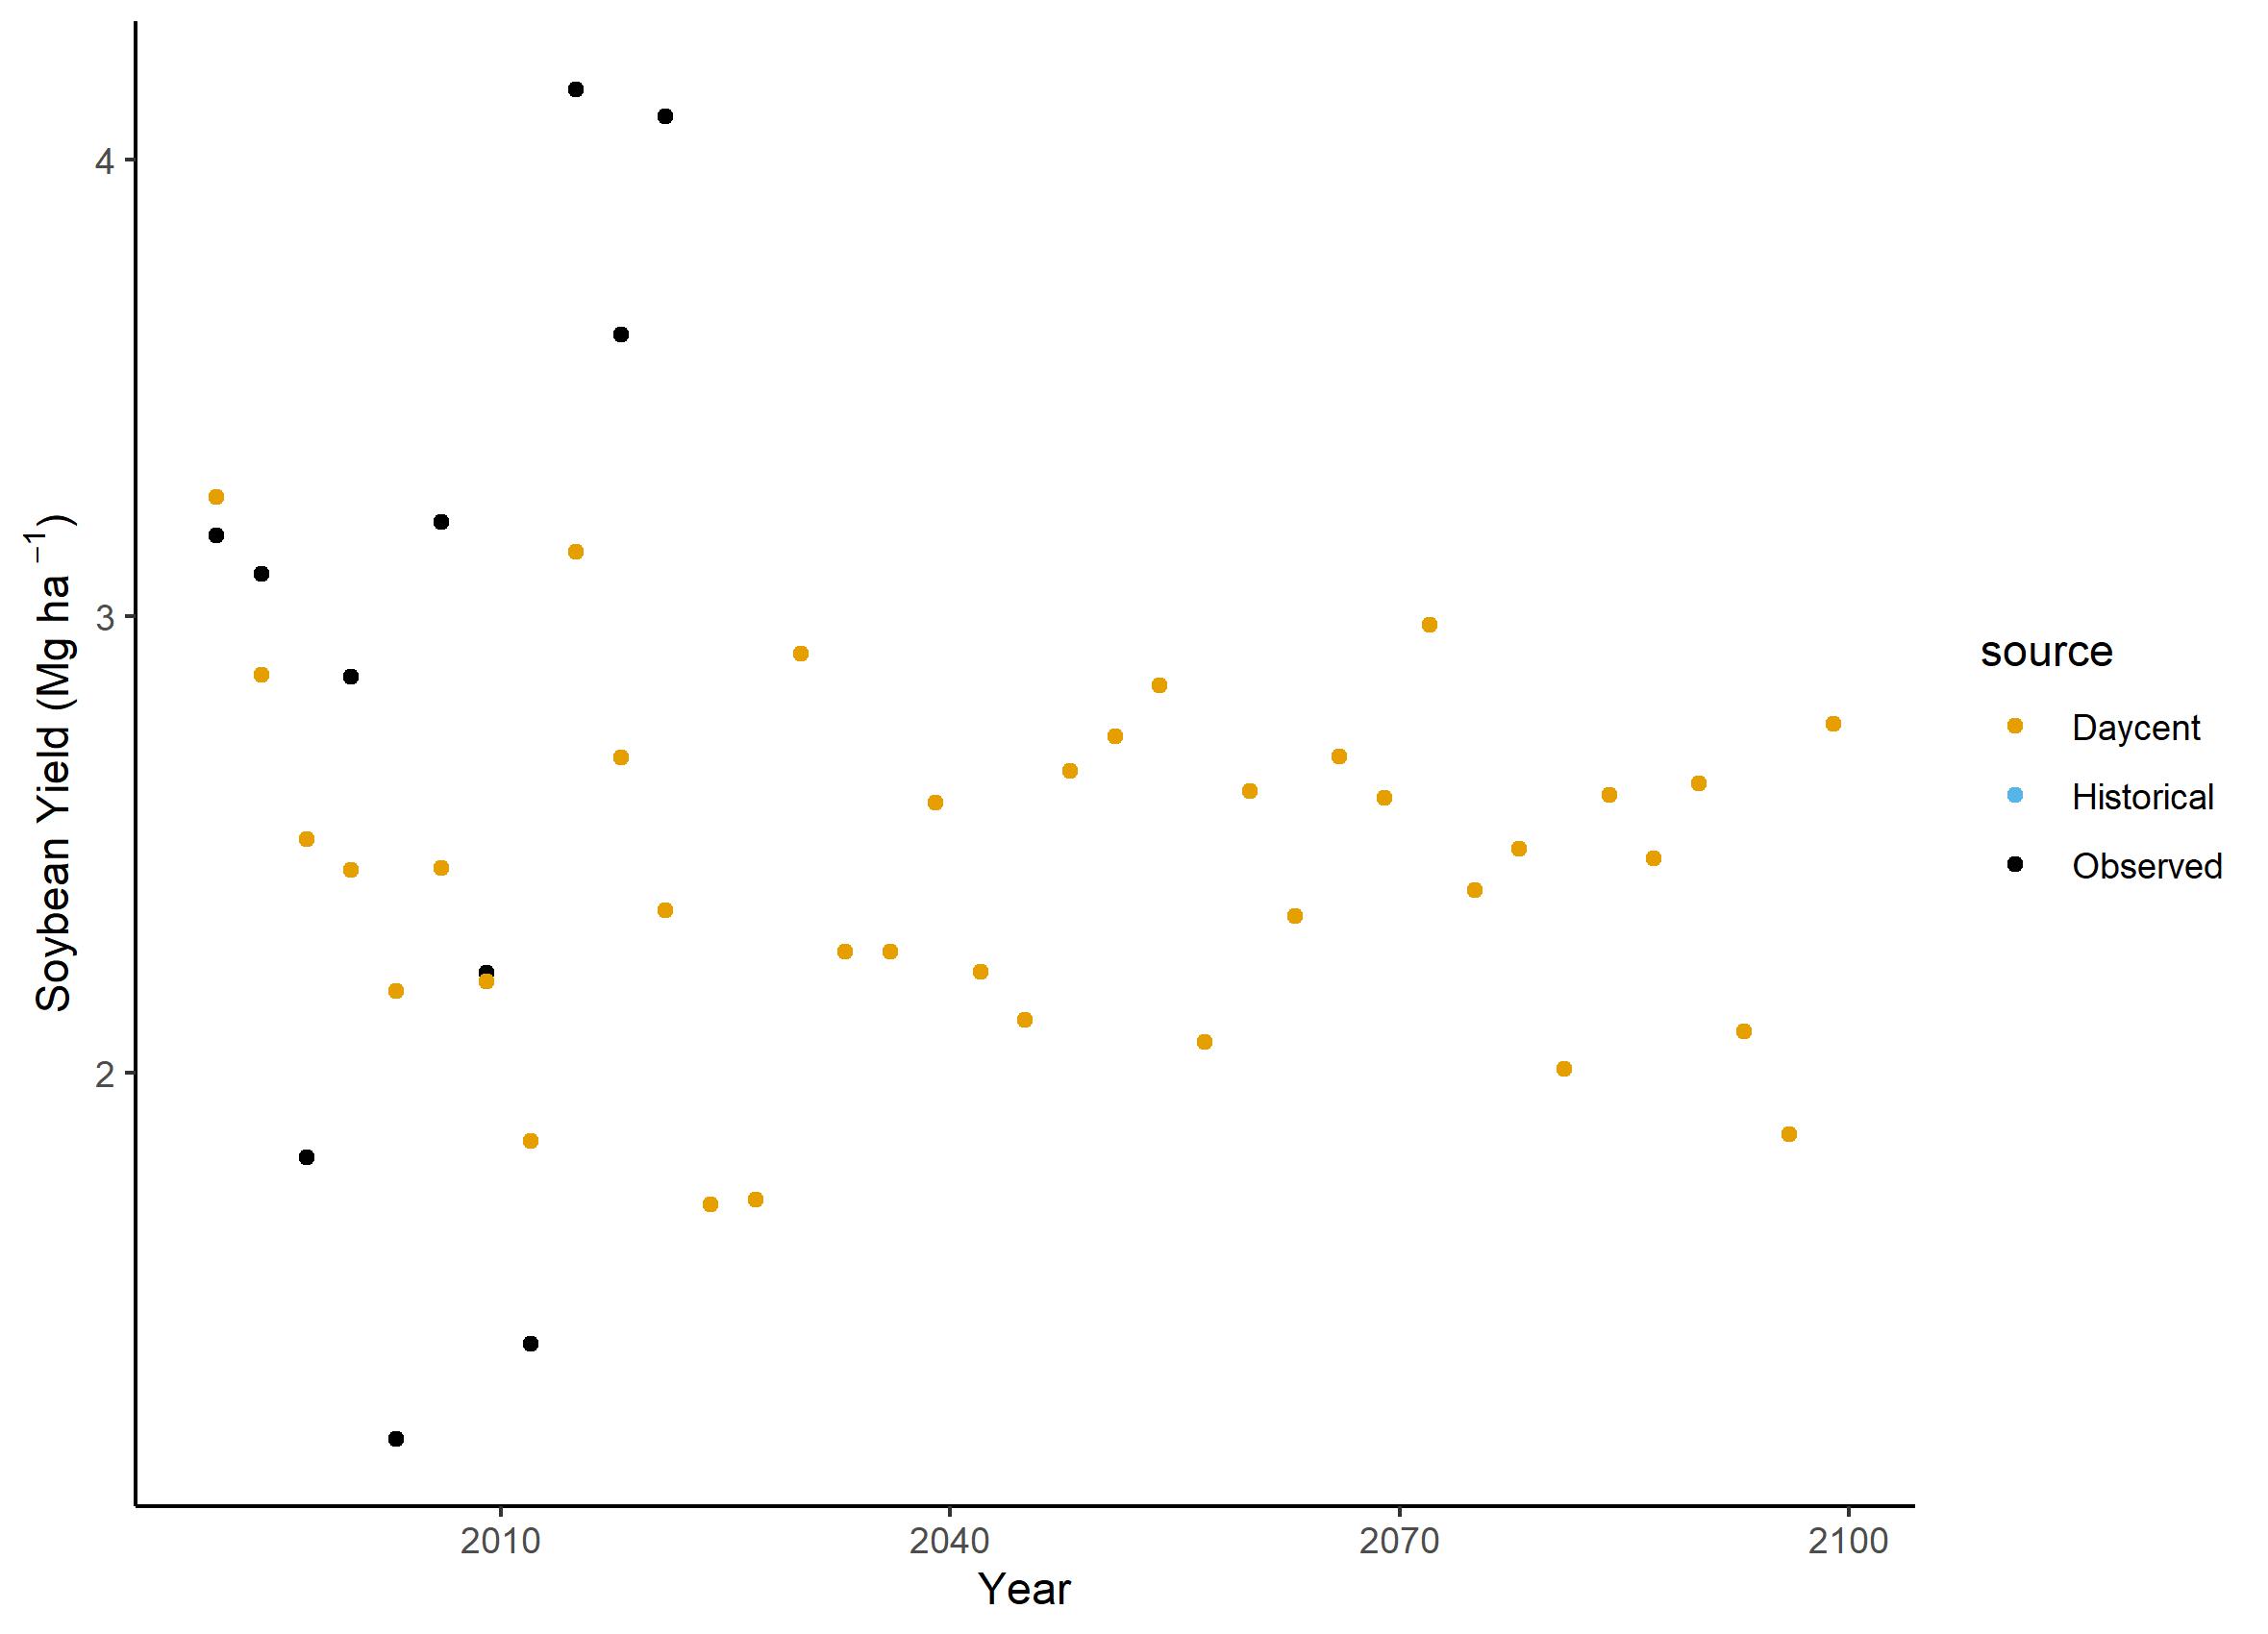 Soybean Yield (Mg ha⁻¹)
4
3
2
2010
2040
2070
2100
Year
source
Daycent
Historical
Observed